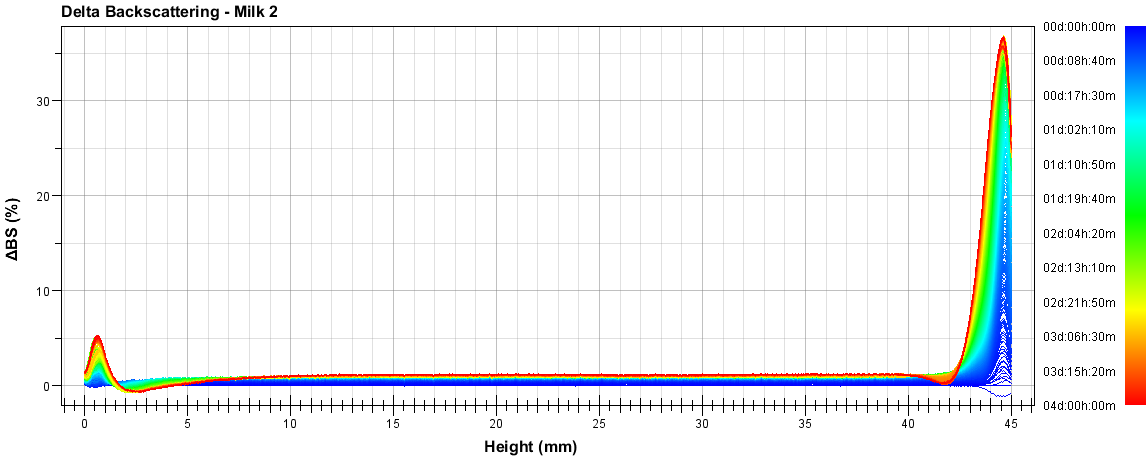 Delta Backscattering - Milk 2
ΔBS (%)
30
20
10
0
0 5 10 15 20 25 30 35 40 45
Height (mm)
00d:00h:00m
00d:08h:40m
00d:17h:30m
01d:02h:10m
01d:10h:50m
01d:19h:40m
02d:04h:20m
02d:13h:10m
02d:21h:50m
03d:06h:30m
03d:15h:20m
04d:00h:00m